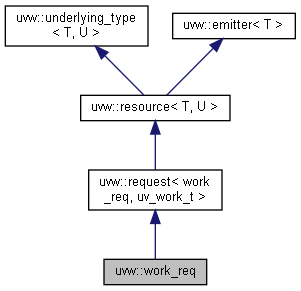 uvw::underlying_type
< T, U >
uvw::emitter< T >
uvw::resource< T, U >
uvw::request< work
_req, uv_work_t >
uvw::work_req